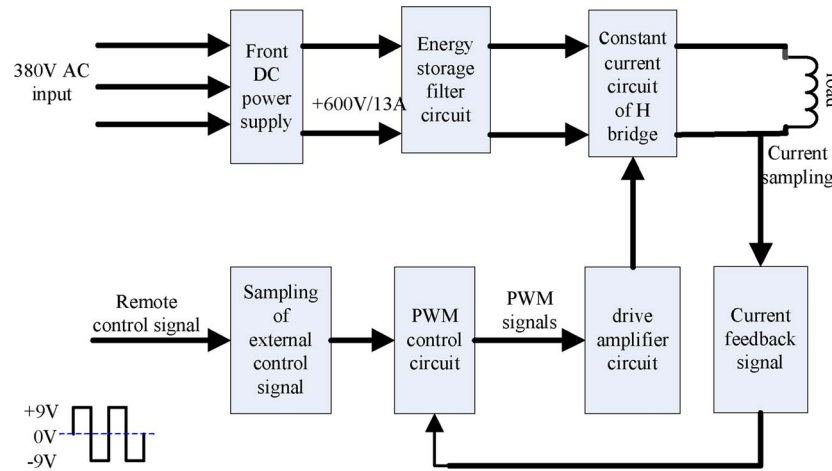 380V AC
input
Front
DC
power
supply
+600V/13A
Energy
storage
filter
circuit
Constant
current
circuit
of H
bridge
load
Current
sampling
Remote
control signal
Sampling
of
external
control
signal
PWM
control
circuit
PWM
signals
drive
amplifier
circuit
Current
feedback
signal
+9V
0V
-9V